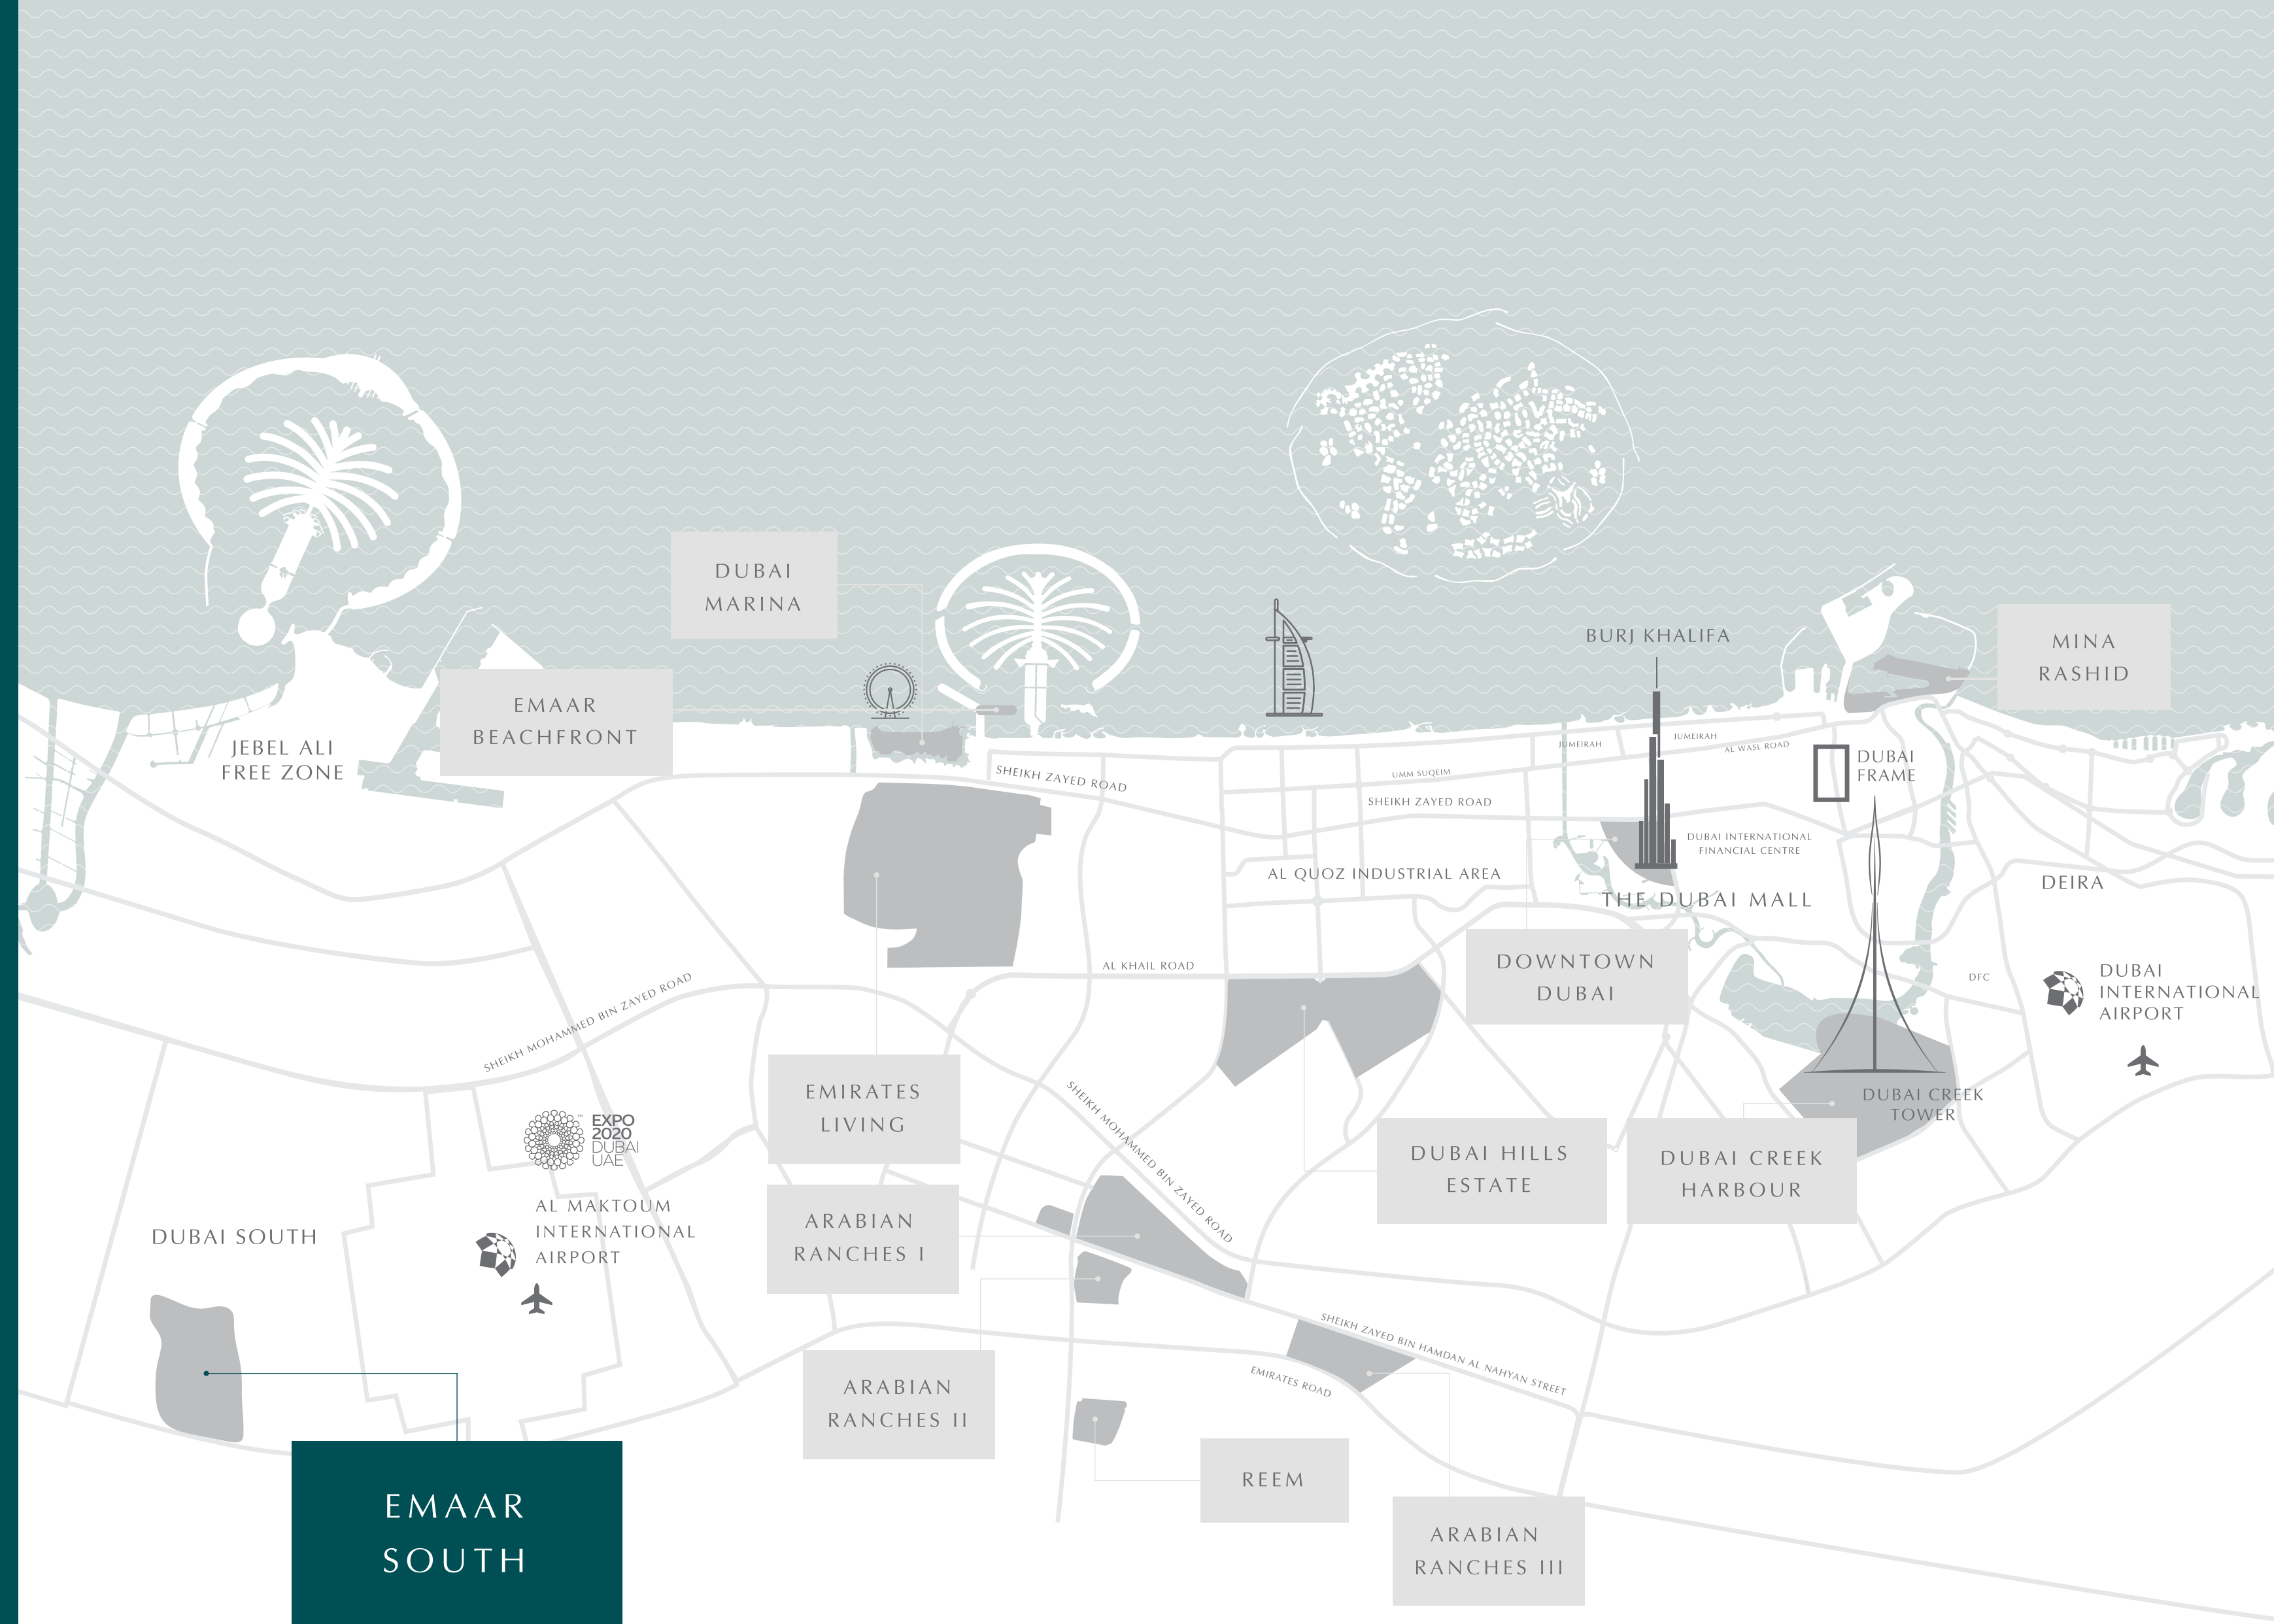 DUBAI
MARINA
BURJ KHALIFA
MINA
RASHID
EMAAR
BEACHFRONT
JEBEL ALI
FREE ZONE
SHEIKH ZAYED ROAD
JUMEIRAH
JUMEIRAH
AL WASL ROAD
UMM SUQEIM
SHEIKH ZAYED ROAD
DUBAI
FRAME
DUBAI INTERNATIONAL
FINANCIAL CENTRE
AL QUOZ INDUSTRIAL AREA
THE DUBAI MALL
DEIRA
DOWNTOWN
DUBAI
AL KHAIL ROAD
DFC
DUBAI
INTERNATIONAL
AIRPORT
SHEIKH MOHAMMED BIN ZAYED ROAD
EMIRATES
LIVING
SHEIKH MOHAMMED BIN ZAYED ROAD
DUBAI CREEK
TOWER
EXPO
2020
DUBAI
UAE
™
DUBAI HILLS
ESTATE
DUBAI CREEK
HARBOUR
AL MAKTOUM
INTERNATIONAL
AIRPORT
DUBAI SOUTH
ARABIAN
RANCHES I
SHEIKH ZAYED BIN HAMDAN AL NAHYAN STREET
EMIRATES ROAD
ARABIAN
RANCHES II
REEM
EMAAR
SOUTH
ARABIAN
RANCHES III